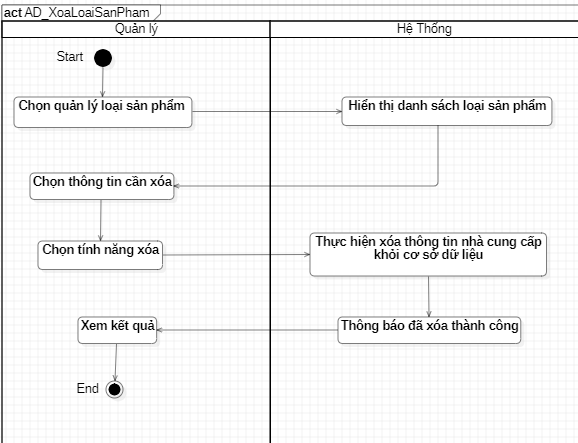 act AD_XoaLoaiSanPham
Quản lý
Hệ Thống
Start
Chọn quản lý loại sản phẩm
Hiển thị danh sách loại sản phẩm
Chọn thông tin cần xóa
Chọn tính năng xóa
Thực hiện xóa thông tin nhà cung cấp
khỏi cơ sở dữ liệu
Xem kết quả
Thông báo đã xóa thành công
End